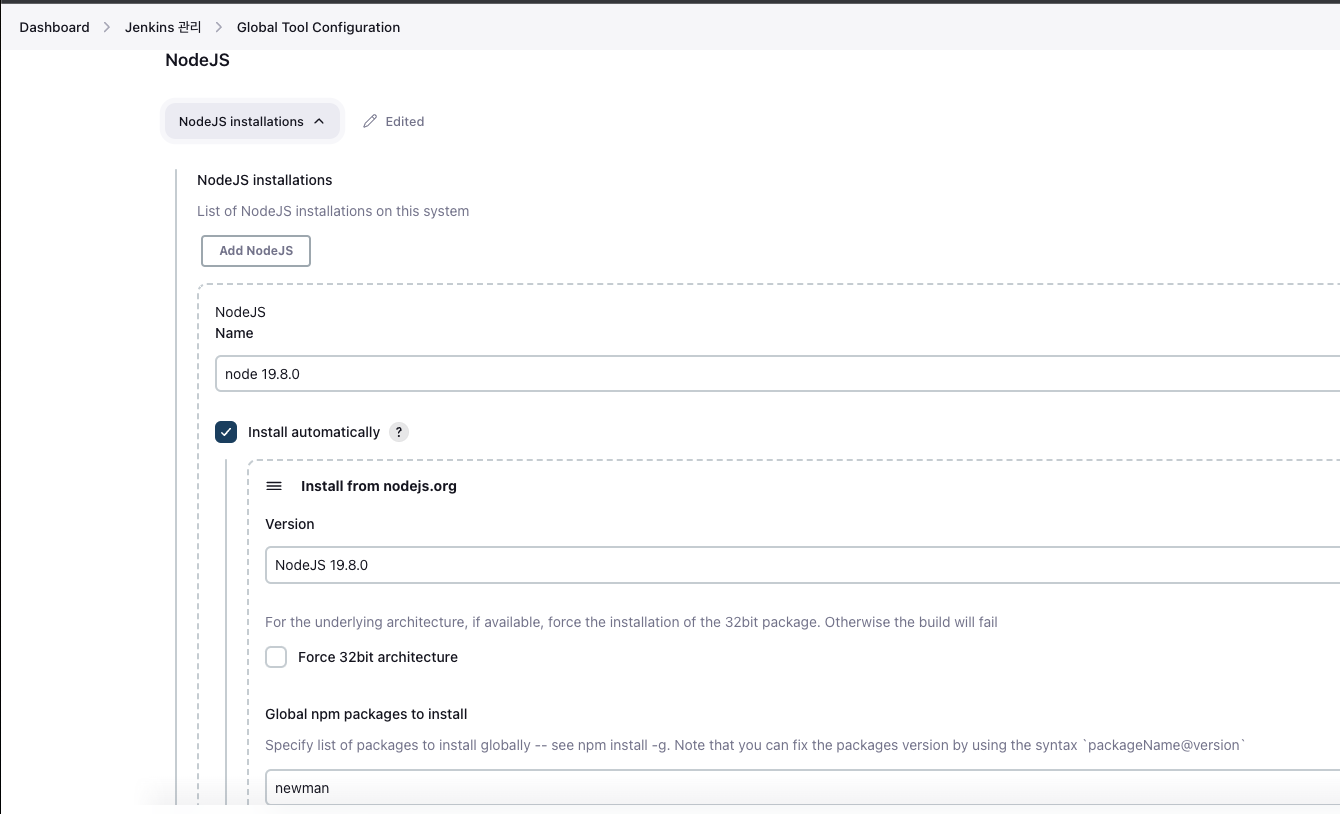 Dashboard > Jenkins 관리 > Global Tool Configuration
NodeJS
NodeJS installations
Edited
NodeJS installations
List of NodeJS installations on this system
Add NodeJS
NodeJS
Name
node 19.8.0
Install automatically ?
Install from nodejs.org
Version
NodeJS 19.8.0
For the underlying architecture, if available, force the installation of the 32bit package. Otherwise the build will fail
Force 32bit architecture
Global npm packages to install
Specify list of packages to install globally -- see npm install -g. Note that you can fix the packages version by using the syntax `packageName@version`
newman